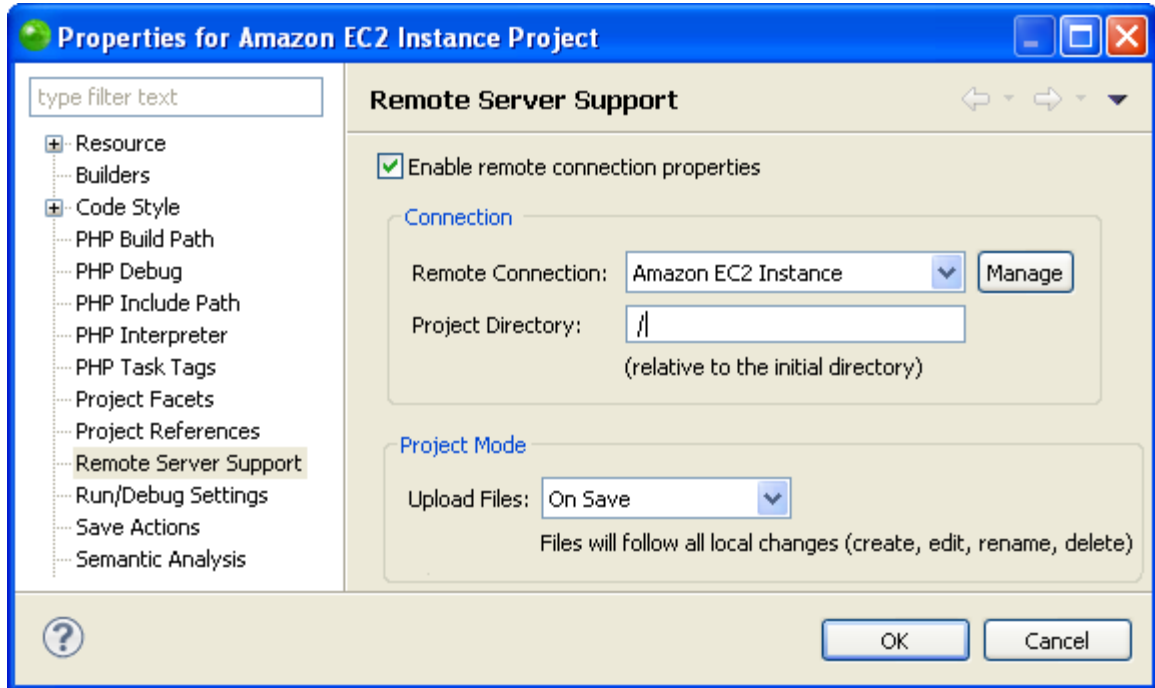 Properties for Amazon EC2 Instance Project
type filter text
Resource
Builders
Code Style
PHP Build Path
PHP Debug
PHP Include Path
PHP Interpreter
PHP Task Tags
Project Facets
Project References
Remote Server Support
Run/Debug Settings
Save Actions
Semantic Analysis
Remote Server Support
Enable remote connection properties
Connection
Remote Connection: Amazon EC2 Instance Manage
Project Directory: /
(relative to the initial directory)
Project Mode
Upload Files: On Save
Files will follow all local changes (create, edit, rename, delete)
? OK Cancel